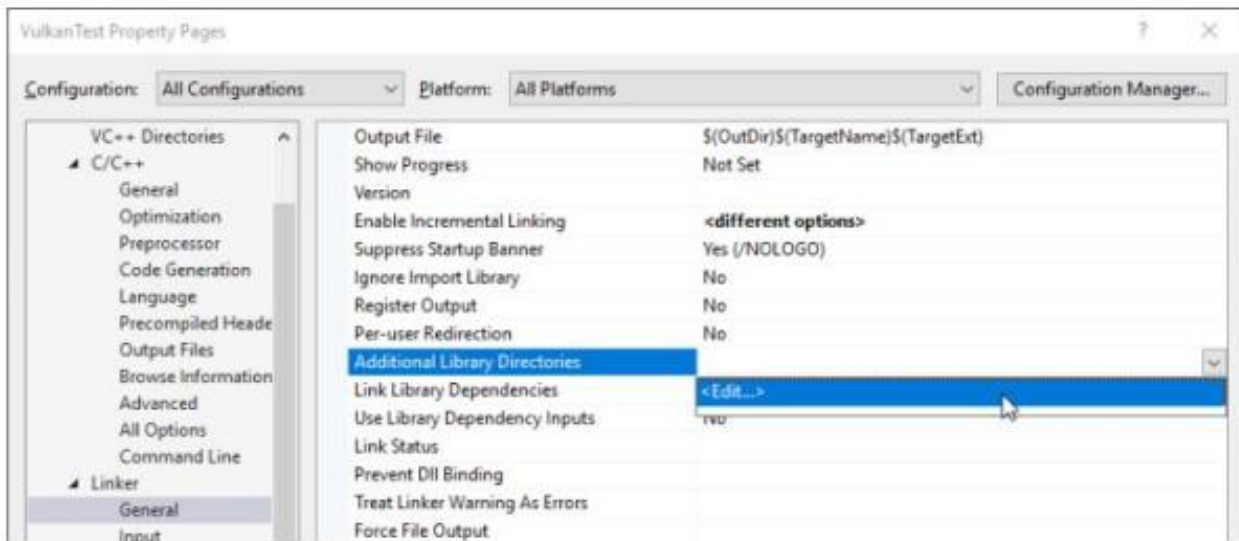 VulkanTest Property Pages
Configuration: All Configurations Platform: All Platforms Configuration Manager...
VC++ Directories
C/C++
General
Optimization
Preprocessor
Code Generation
Language
Precompiled Heade
Output Files
Browse Information
Advanced
All Options
Command Line
Linker
General
Input
Output File $(OutDir)$(TargetName)$(TargetExt)
Show Progress Not Set
Version
Enable Incremental Linking <different options>
Suppress Startup Banner Yes (/NOLOGO)
Ignore Import Library No
Register Output No
Per-user Redirection No
Additional Library Directories
Link Library Dependencies <Edit...>
Use Library Dependency Inputs No
Link Status
Prevent Dll Binding
Treat Linker Warning As Errors
Force File Output